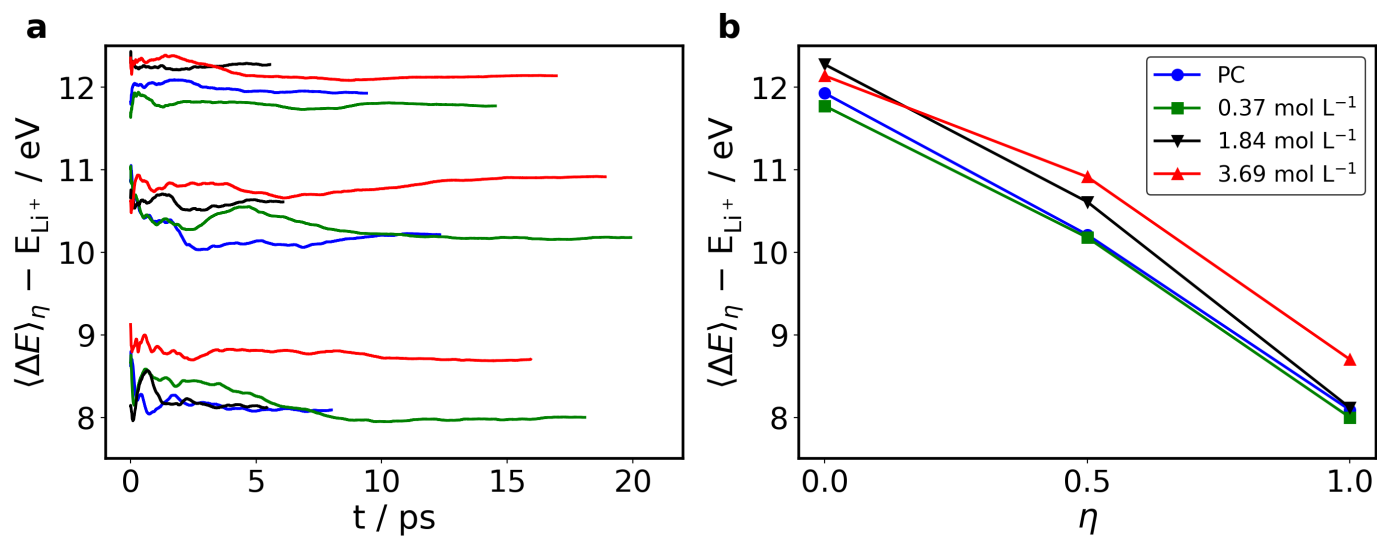 a
⟨ΔE⟩η − E Li⁺ / eV
12
11
10
9
8
0
5
10
15
20
t / ps
b
⟨ΔE⟩η − E Li⁺ / eV
12
11
10
9
8
0.0
0.5
1.0
η
PC
0.37 mol L⁻¹
1.84 mol L⁻¹
3.69 mol L⁻¹